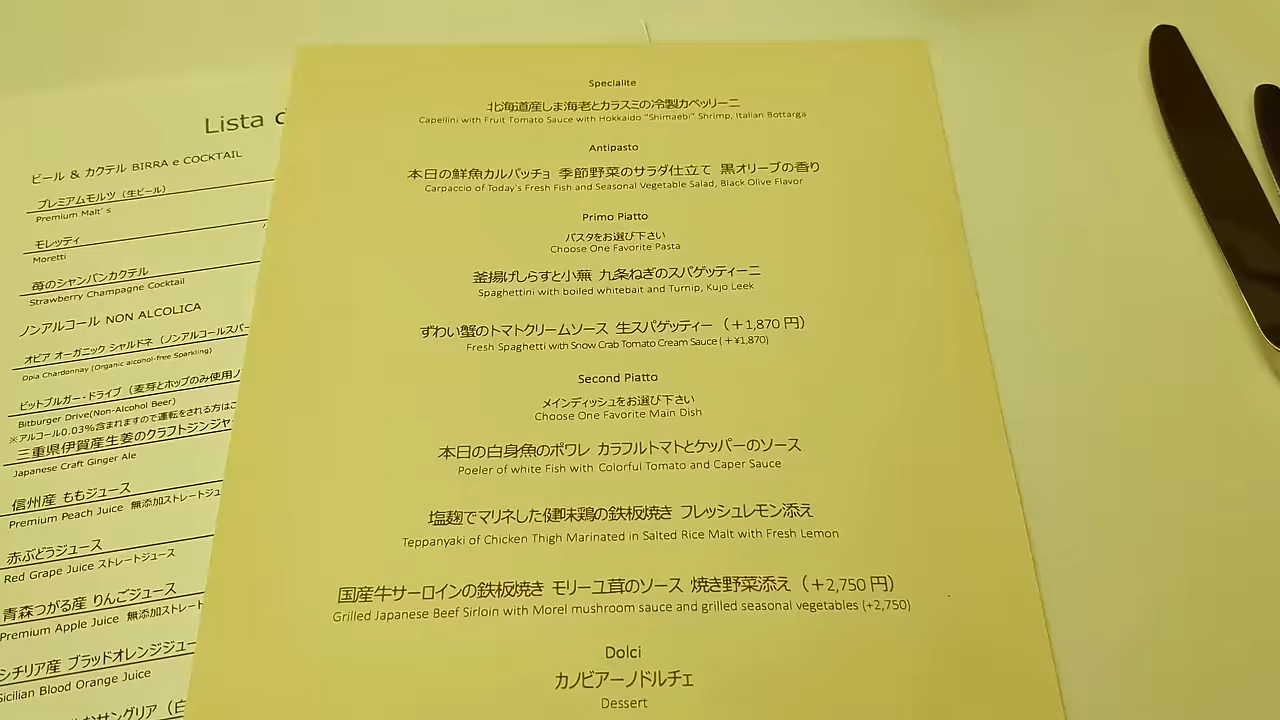 Specialite
北海道産しま海老とカラスミの冷製カペッリーニ
Capellini with Fruit Tomato Sauce with Hokkaido "Shimaebi" Shrimp, Italian Bottarga
Antipasto
本日の鮮魚カルパッチョ 季節野菜のサラダ仕立て 黒オリーブの香り
Carpaccio of Today's Fresh Fish and Seasonal Vegetable Salad, Black Olive Flavor
Primo Piatto
パスタをお選び下さい
Choose One Favorite Pasta
釜揚げしらすと小蕪 九条ねぎのスパゲッティーニ
Spaghettini with boiled whitebait and Turnip, Kujo Leek
ずわい蟹のトマトクリームソース 生スパゲッティー（＋1,870 円）
Fresh Spaghetti with Snow Crab Tomato Cream Sauce (＋¥1,870)
Second Piatto
メインディッシュをお選び下さい
Choose One Favorite Main Dish
本日の白身魚のポワレ カラフルトマトとケッパーのソース
Poeler of white Fish with Colorful Tomato and Caper Sauce
塩麹でマリネした健味鶏の鉄板焼き フレッシュレモン添え
Teppanyaki of Chicken Thigh Marinated in Salted Rice Malt with Fresh Lemon
国産牛サーロインの鉄板焼き モリーユ茸のソース 焼き野菜添え（＋2,750 円）
Grilled Japanese Beef Sirloin with Morel mushroom sauce and grilled seasonal vegetables (+2,750)
Dolci
カノビアーノドルチェ
Dessert
Lista
ビール & カクテル BIRRA e COCKTAIL
プレミアムモルツ（生ビール）
Premium Malt's
モレッティ
Moretti
苺のシャンパンカクテル
Strawberry Champagne Cocktail
ノンアルコール NON ALCOLICA
オピア オーガニック シャルドネ（ノンアルコールスパー
Opia Chardonnay (Organic alcohol-free Sparkling)
ビットブルガー・ドライブ（麦芽とホップのみ使用ノ
Bitburger Drive(Non-Alcohol Beer)
※アルコール0.03%含まれますので運転をされる方はご
三重県伊賀産生姜のクラフトジンジャ
Japanese Craft Ginger Ale
信州産 ももジュース 無添加ストレートジュ
Premium Peach Juice
赤ぶどうジュース
Red Grape Juice ストレートジュース
青森つがる産 りんごジュース
Premium Apple Juice 無添加ストレート
シチリア産 ブラッドオレンジジュー
Sicilian Blood Orange Juice
サングリア（白